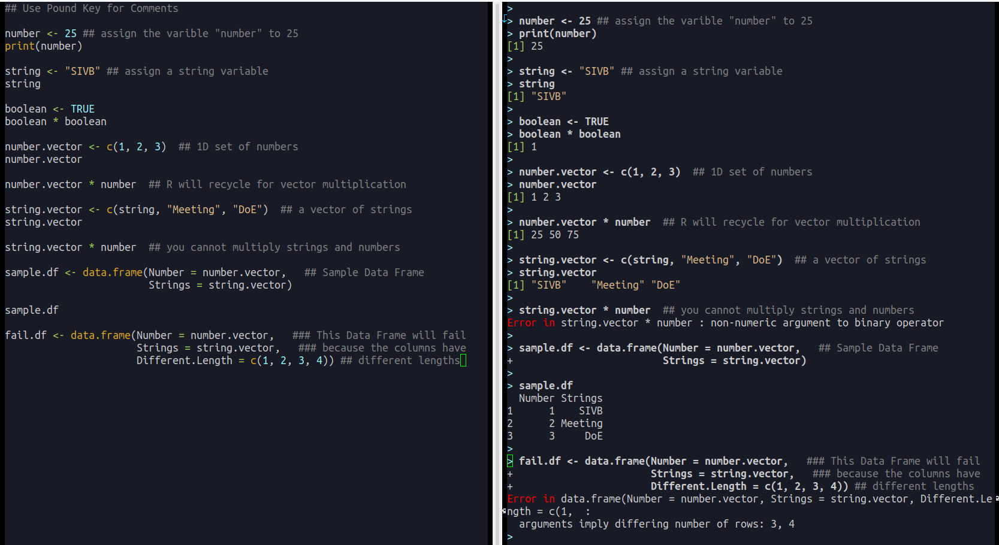 ## Use Pound Key for Comments
number <- 25 ## assign the varible "number" to 25
print(number)
string <- "SIVB" ## assign a string variable
string
boolean <- TRUE
boolean * boolean
number.vector <- c(1, 2, 3)  ## 1D set of numbers
number.vector
number.vector * number  ## R will recycle for vector multiplication
string.vector <- c(string, "Meeting", "DoE")  ## a vector of strings
string.vector
string.vector * number  ## you cannot multiply strings and numbers
sample.df <- data.frame(Number = number.vector,   ## Sample Data Frame
                        Strings = string.vector)
sample.df
fail.df <- data.frame(Number = number.vector,   ### This Data Frame will fail
                      Strings = string.vector,   ### because the columns have
                      Different.Length = c(1, 2, 3, 4)) ## different lengths
>
> number <- 25 ## assign the varible "number" to 25
> print(number)
[1] 25
>
> string <- "SIVB" ## assign a string variable
> string
[1] "SIVB"
>
> boolean <- TRUE
> boolean * boolean
[1] 1
>
> number.vector <- c(1, 2, 3)  ## 1D set of numbers
> number.vector
[1] 1 2 3
>
> number.vector * number  ## R will recycle for vector multiplication
[1] 25 50 75
>
> string.vector <- c(string, "Meeting", "DoE")  ## a vector of strings
> string.vector
[1] "SIVB"    "Meeting" "DoE"
>
> string.vector * number  ## you cannot multiply strings and numbers
Error in string.vector * number : non-numeric argument to binary operator
>
> sample.df <- data.frame(Number = number.vector,   ## Sample Data Frame
+                         Strings = string.vector)
>
> sample.df
  Number Strings
1      1    SIVB
2      2 Meeting
3      3     DoE
>
> fail.df <- data.frame(Number = number.vector,   ### This Data Frame will fail
+                       Strings = string.vector,   ### because the columns have
+                       Different.Length = c(1, 2, 3, 4)) ## different lengths
Error in data.frame(Number = number.vector, Strings = string.vector, Different.Le
ngth = c(1,  :
  arguments imply differing number of rows: 3, 4
>